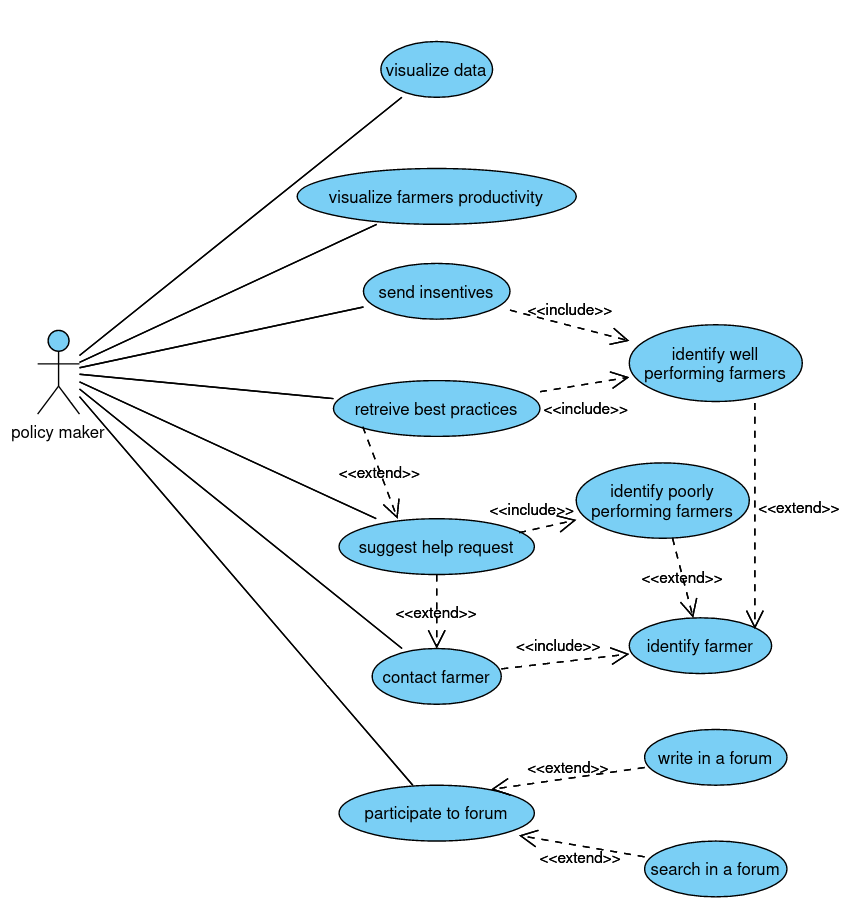 visualize data
visualize farmers productivity
send insentives
<<include>>
identify well
performing farmers
retreive best practices
<<include>>
policy maker
<<extend>>
identify poorly
performing farmers
<<include>>
<<extend>>
suggest help request
<<extend>>
<<extend>>
identify farmer
<<include>>
contact farmer
write in a forum
<<extend>>
participate to forum
<<extend>>
search in a forum